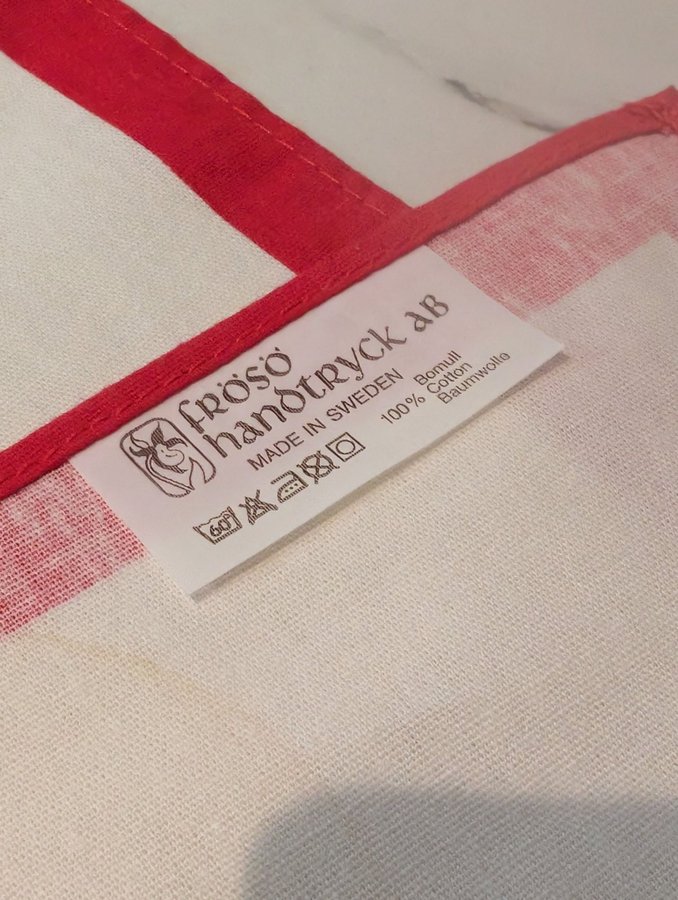 frösö
handtryck AB
MADE IN SWEDEN
100%
Bomull
Cotton
Baumwolle
60°